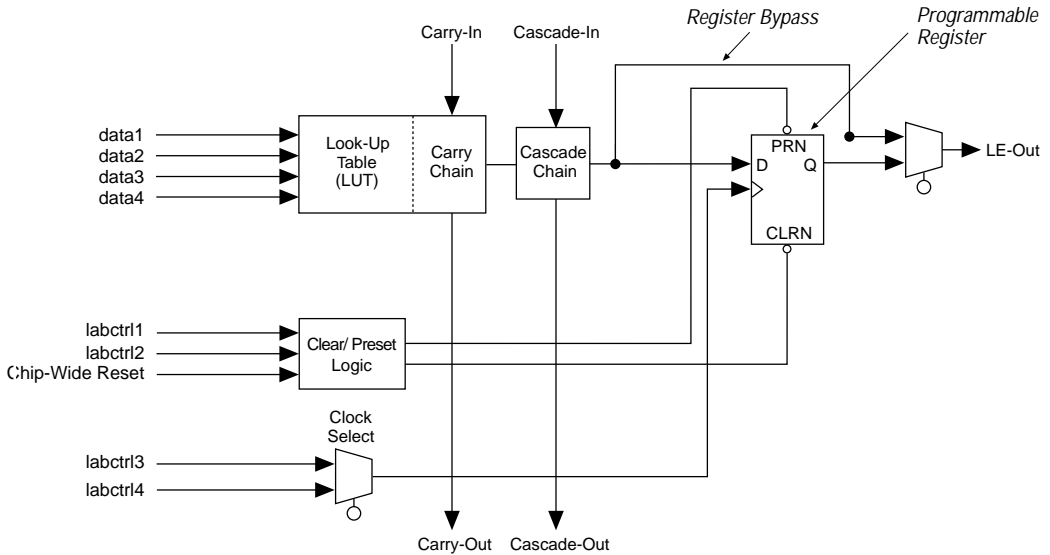 Register Bypass
Programmable
Register
Carry-In
Cascade-In
data1
data2
data3
data4
Look-Up
Table
(LUT)
Carry
Chain
Cascade
Chain
PRN
D
Q
CLRN
LE-Out
labctrl1
labctrl2
Chip-Wide Reset
Clear/ Preset
Logic
Clock
Select
labctrl3
labctrl4
Carry-Out
Cascade-Out